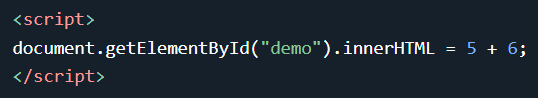 <script>
document.getElementById("demo").innerHTML = 5 + 6;
</script>